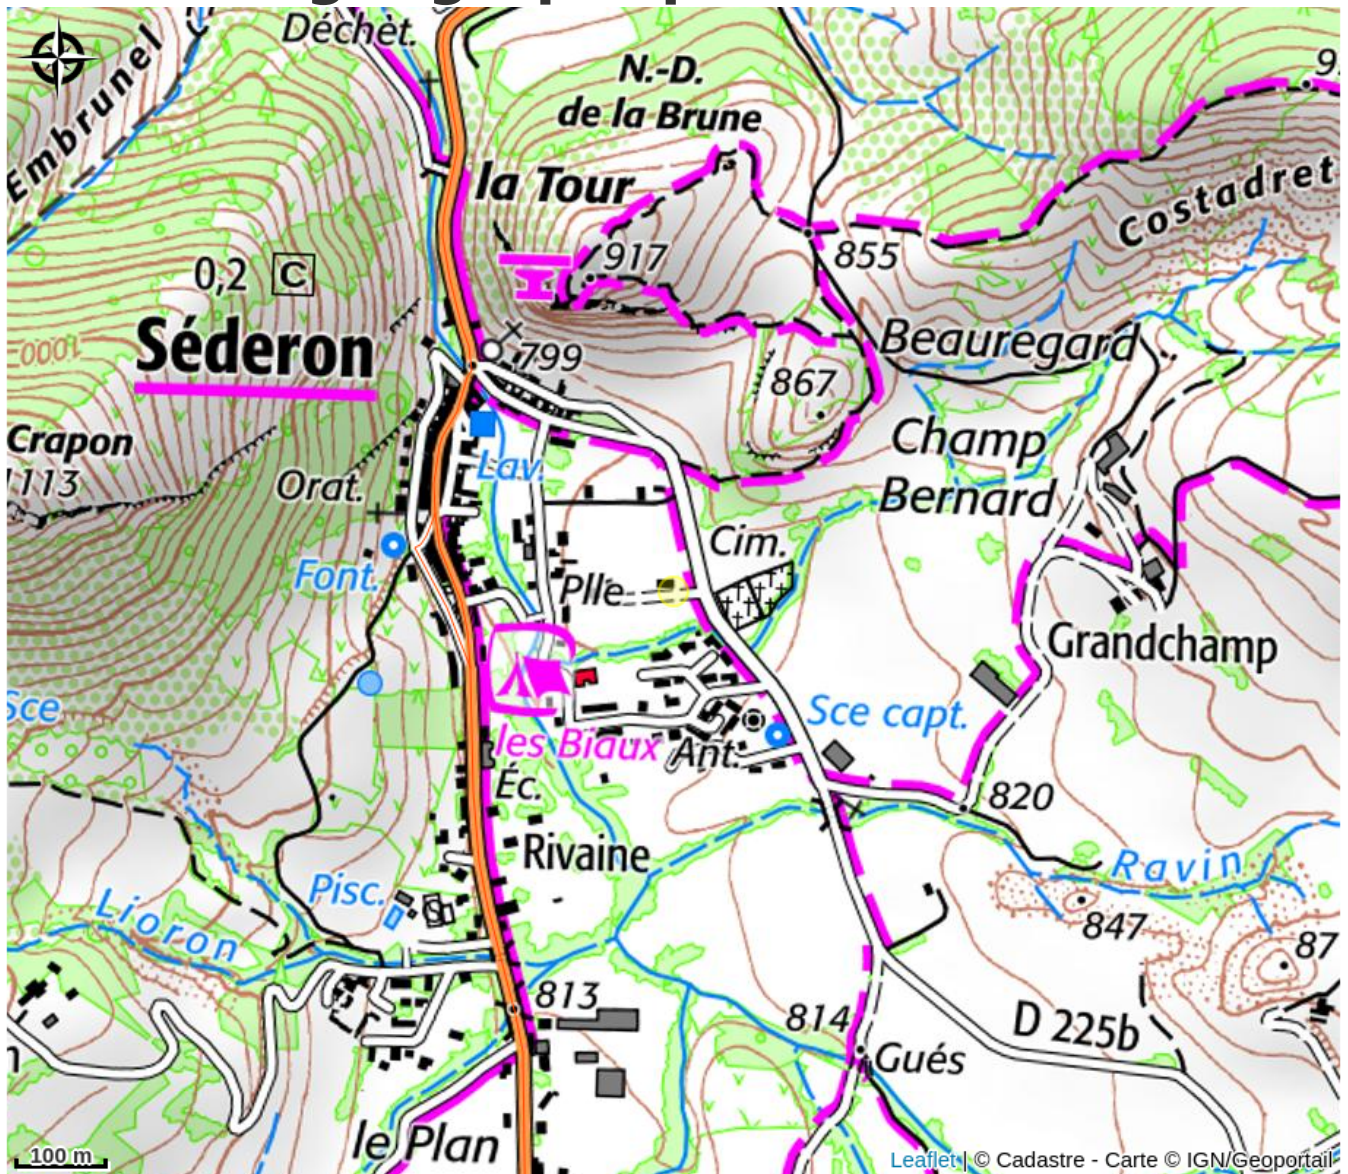 Déchèt.
N.-D.
de la Brune
Embrunel
la Tour
Costadret
917
855
0,2 C
Séderon
1000
799
Beauregard
867
Crapon
1113
Champ
Bernard
Orat.
Lav.
Cim.
Font.
Plle
Grandchamp
Sce
Sce capt.
les Biaux
Ant.
Éc.
820
Rivaine
Ravin
Pisc.
Lioron
847
87
813
814
D 225b
Gués
le Plan
100 m
Leaflet | © Cadastre - Carte © IGN/Geoportail